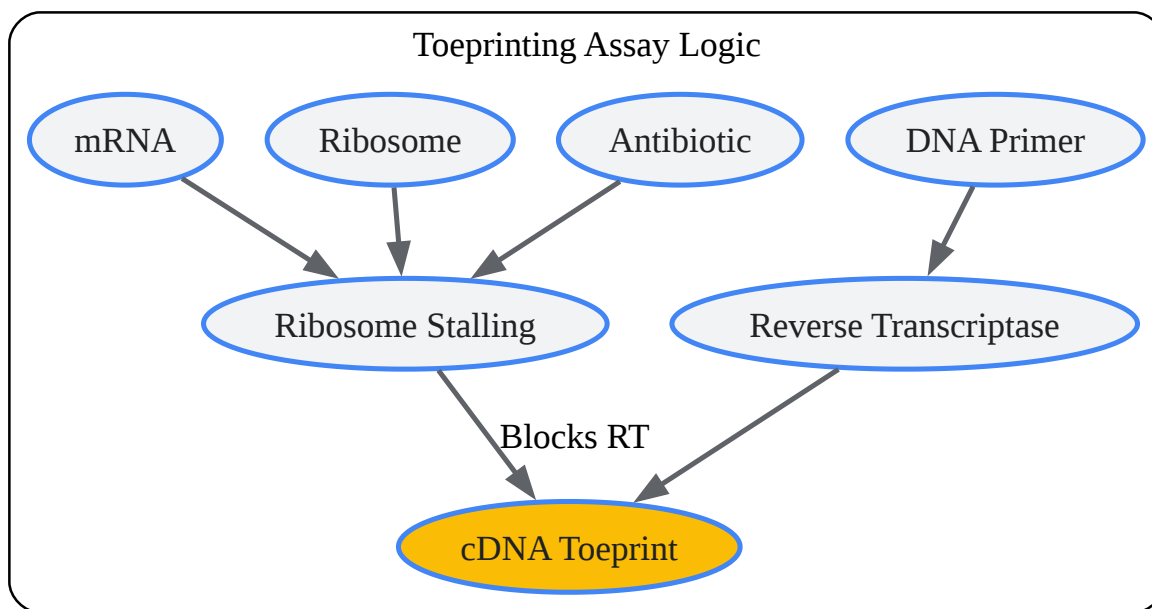 Toeprinting Assay Logic
mRNA
Ribosome
Antibiotic
DNA Primer
Ribosome Stalling
Reverse Transcriptase
Blocks RT
cDNA Toeprint